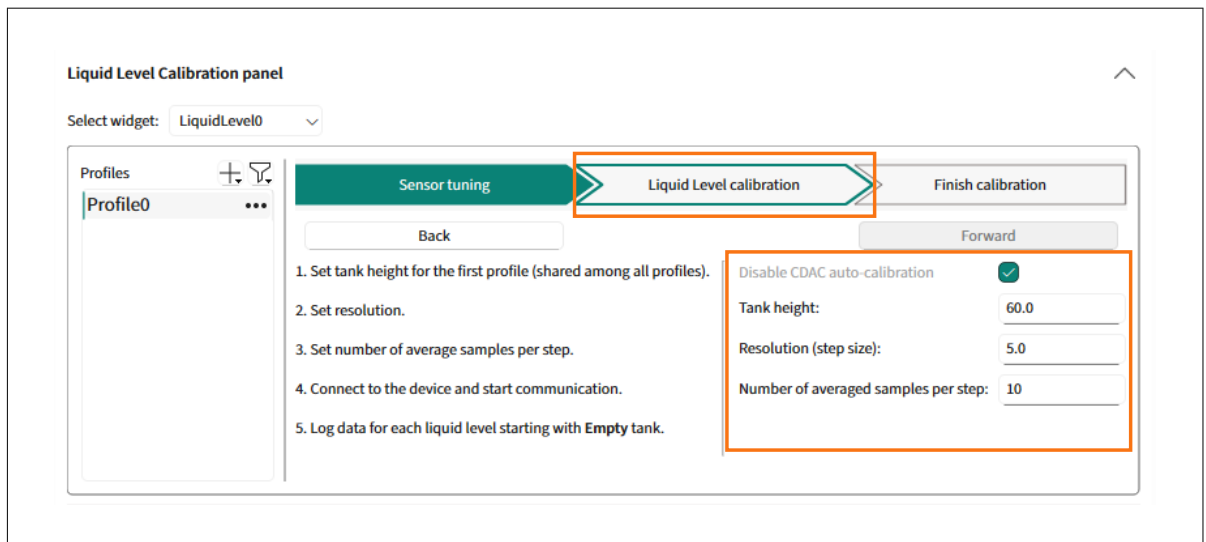 Liquid Level Calibration panel
Select widget: LiquidLevel0
Profiles
Profile0
Sensor tuning
Liquid Level calibration
Finish calibration
Back
Forward
1. Set tank height for the first profile (shared among all profiles).
2. Set resolution.
3. Set number of average samples per step.
4. Connect to the device and start communication.
5. Log data for each liquid level starting with Empty tank.
Disable CDAC auto-calibration
Tank height: 60.0
Resolution (step size): 5.0
Number of averaged samples per step: 10